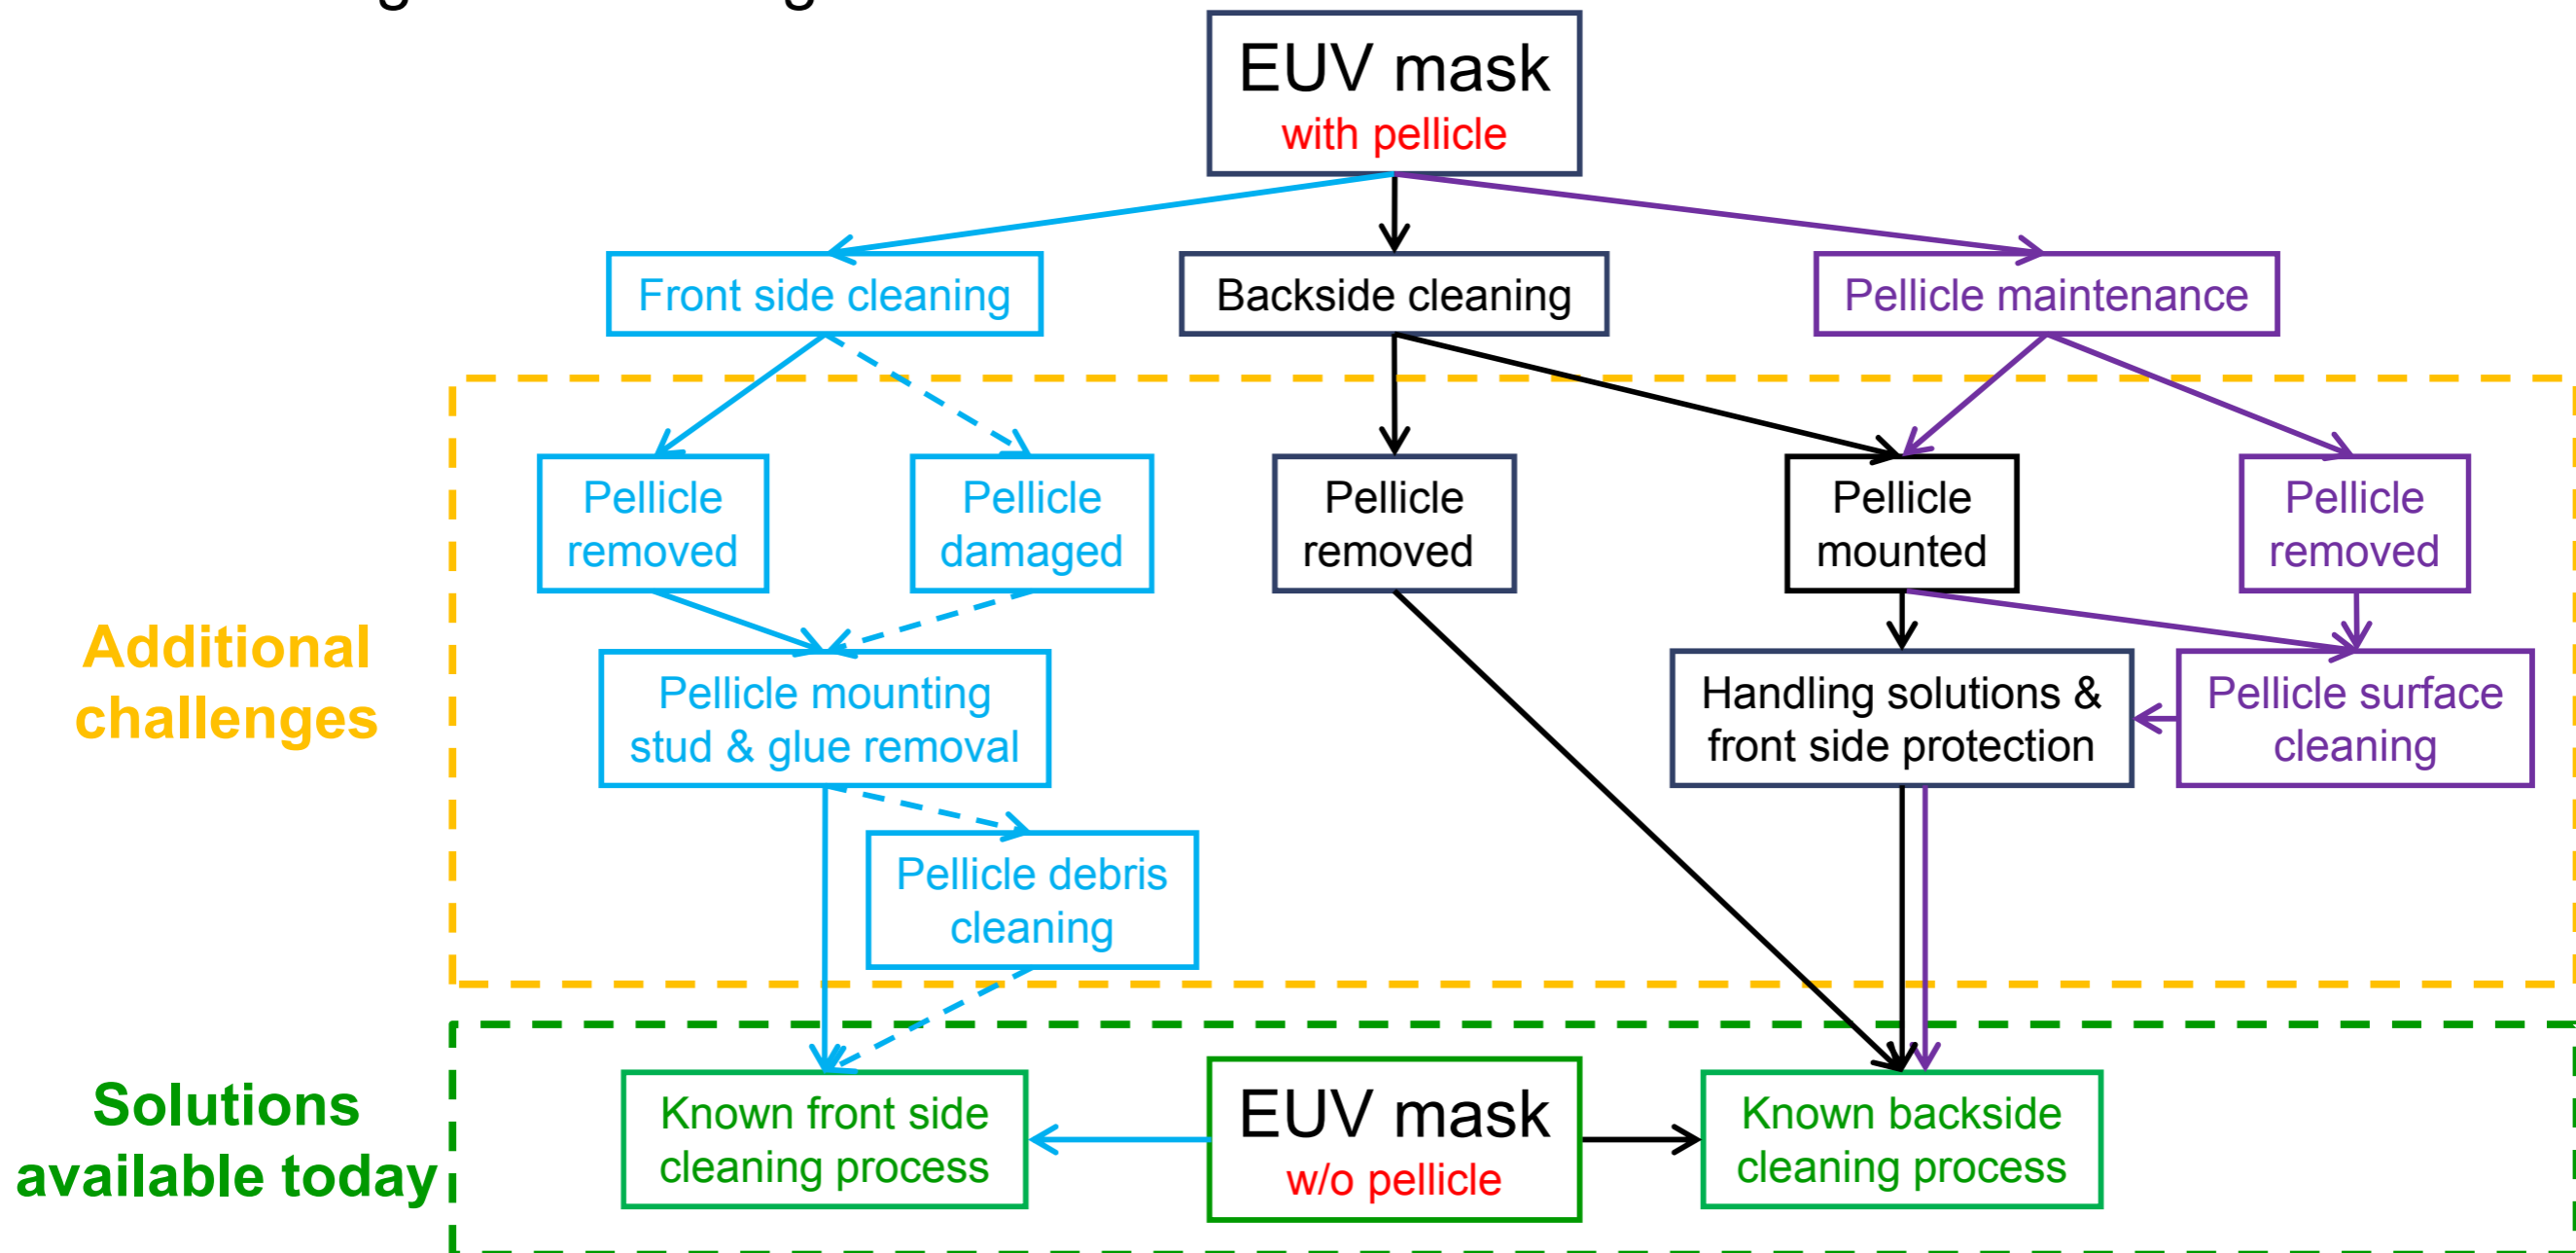 EUV mask
with pellicle
Front side cleaning
Backside cleaning
Pellicle maintenance
Pellicle
removed
Pellicle
damaged
Pellicle
removed
Pellicle
mounted
Pellicle
removed
Additional
challenges
Pellicle mounting
stud & glue removal
Handling solutions &
front side protection
Pellicle surface
cleaning
Pellicle debris
cleaning
Solutions
available today
Known front side
cleaning process
EUV mask
w/o pellicle
Known backside
cleaning process